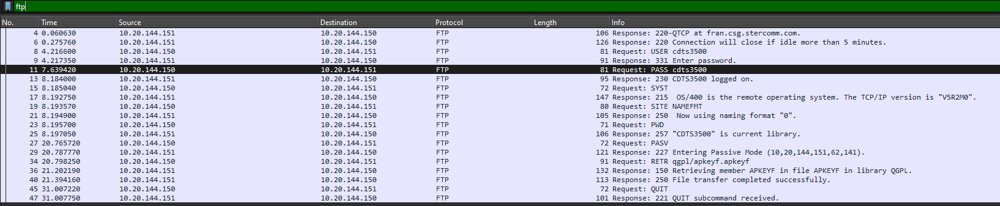 ftp
No. Time Source Destination Protocol Length Info
4 0.060630 10.20.144.151 10.20.144.150 FTP 106 Response: 220-QTCP at fran.csg.stercomm.com.
6 0.275760 10.20.144.151 10.20.144.150 FTP 126 Response: 220 Connection will close if idle more than 5 minutes.
8 4.216600 10.20.144.150 10.20.144.151 FTP 81 Request: USER cdts3500
9 4.217350 10.20.144.151 10.20.144.150 FTP 91 Response: 331 Enter password.
11 7.639420 10.20.144.150 10.20.144.151 FTP 81 Request: PASS cdts3500
13 8.184000 10.20.144.151 10.20.144.150 FTP 95 Response: 230 CDTS3500 logged on.
15 8.185040 10.20.144.150 10.20.144.151 FTP 72 Request: SYST
17 8.192750 10.20.144.151 10.20.144.150 FTP 147 Response: 215  OS/400 is the remote operating system. The TCP/IP version is "V5R2M0".
19 8.193570 10.20.144.150 10.20.144.151 FTP 80 Request: SITE NAMEFMT
21 8.194900 10.20.144.151 10.20.144.150 FTP 105 Response: 250  Now using naming format "0".
23 8.195700 10.20.144.150 10.20.144.151 FTP 71 Request: PWD
25 8.197050 10.20.144.151 10.20.144.150 FTP 106 Response: 257 "CDTS3500" is current library.
27 20.765720 10.20.144.150 10.20.144.151 FTP 72 Request: PASV
29 20.787770 10.20.144.151 10.20.144.150 FTP 121 Response: 227 Entering Passive Mode (10,20,144,151,62,141).
34 20.798250 10.20.144.150 10.20.144.151 FTP 91 Request: RETR qgpl/apkeyf.apkeyf
36 21.202190 10.20.144.151 10.20.144.150 FTP 132 Response: 150 Retrieving member APKEYF in file APKEYF in library QGPL.
40 21.394160 10.20.144.151 10.20.144.150 FTP 113 Response: 250 File transfer completed successfully.
45 31.007220 10.20.144.150 10.20.144.151 FTP 72 Request: QUIT
47 31.007750 10.20.144.151 10.20.144.150 FTP 101 Response: 221 QUIT subcommand received.